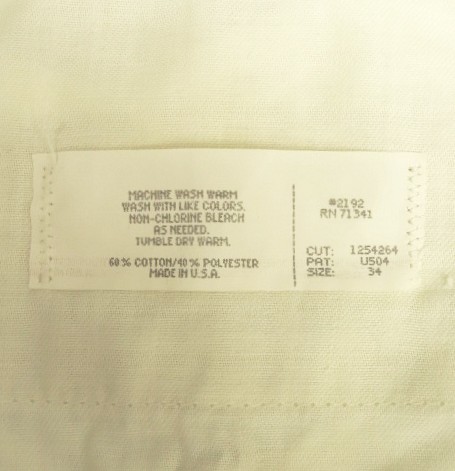 MACHINE WASH WARM
WASH WITH LIKE COLORS.
NON-CHLORINE BLEACH
AS NEEDED.
TUMBLE DRY WARM.
60% COTTON/40% POLYESTER
MADE IN U.S.A.
#2192
RN 71341
CUT: 1254264
PAT: U504
SIZE: 34